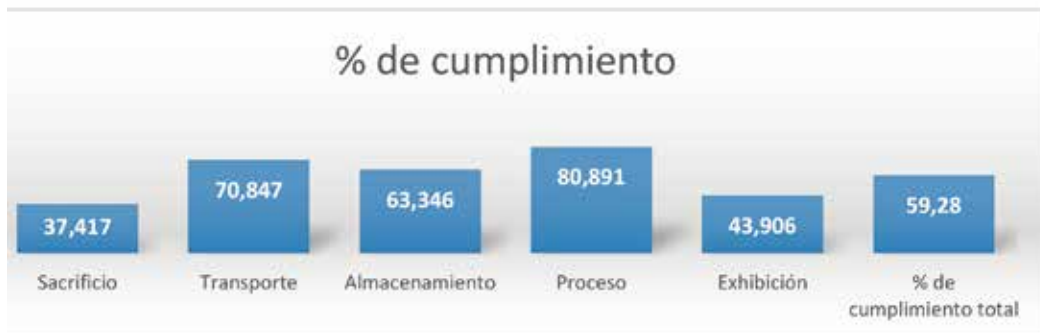 % de cumplimiento
37,417
70,847
63,346
80,891
43,906
59,28
Sacrificio
Transporte
Almacenamiento
Proceso
Exhibición
% de
cumplimiento total